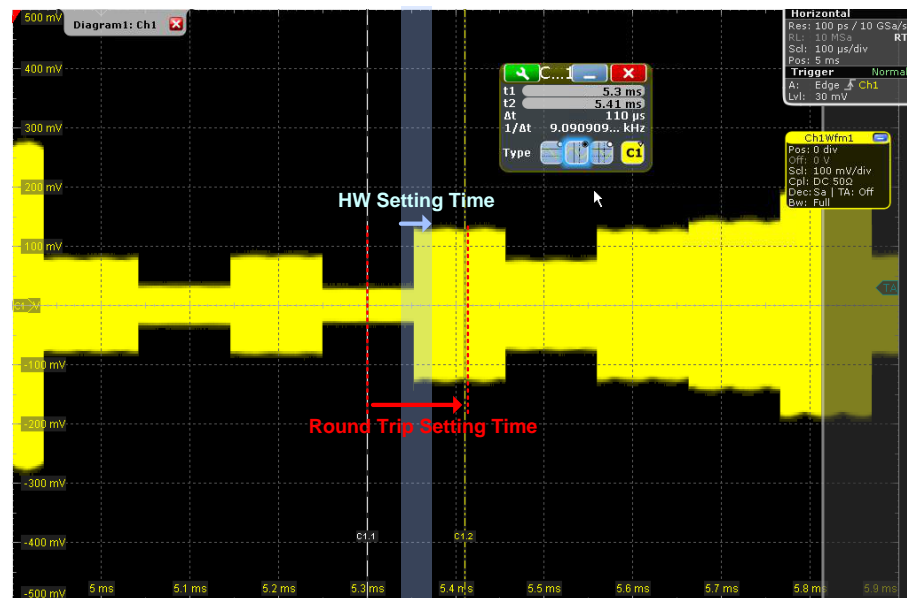 500 mV
Diagram1: Ch1
400 mV
300 mV
200 mV
100 mV
C1
-100 mV
-200 mV
-300 mV
-400 mV
-500 mV
5 ms
5.1 ms
5.2 ms
5.3 ms
5.4 ms
5.5 ms
5.6 ms
5.7 ms
5.8 ms
5.9 ms
C1.1
C1.2
HW Setting Time
Round Trip Setting Time
C...1
t1 5.3 ms
t2 5.41 ms
Δt 110 µs
1/Δt 9.090909... kHz
Type C1
Horizontal
Res: 100 ps / 10 GSa/s
RL: 10 MSa RT
Scl: 100 µs/div
Pos: 5 ms
Trigger Normal
A: Edge Ch1
Lvl: 30 mV
Ch1Wfm1
Pos: 0 div
Off: 0 V
Scl: 100 mV/div
Cpl: DC 50Ω
Dec: Sa | TA: Off
Bw: Full
TA